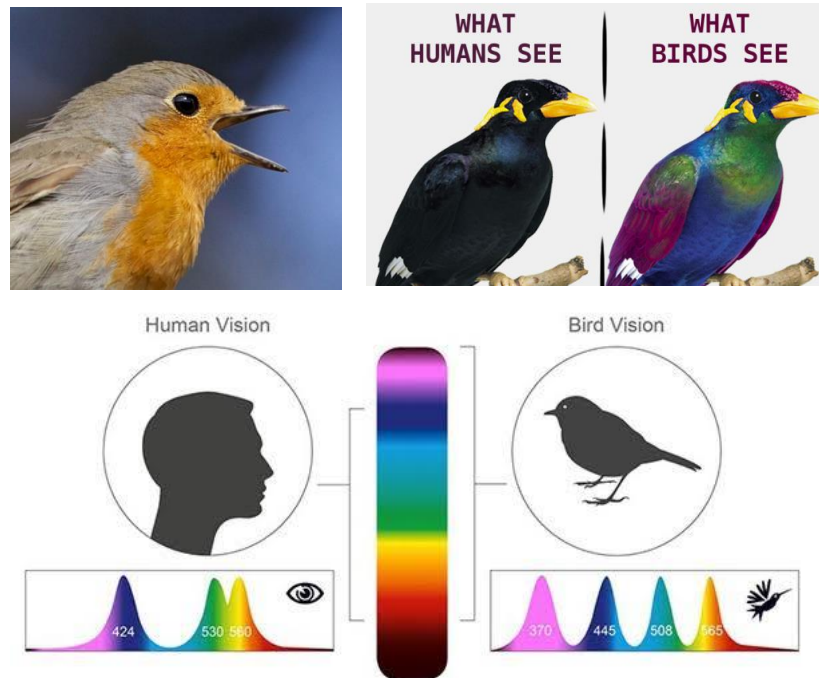 WHAT
HUMANS SEE
WHAT
BIRDS SEE
Human Vision
Bird Vision
424
530
560
370
445
508
565